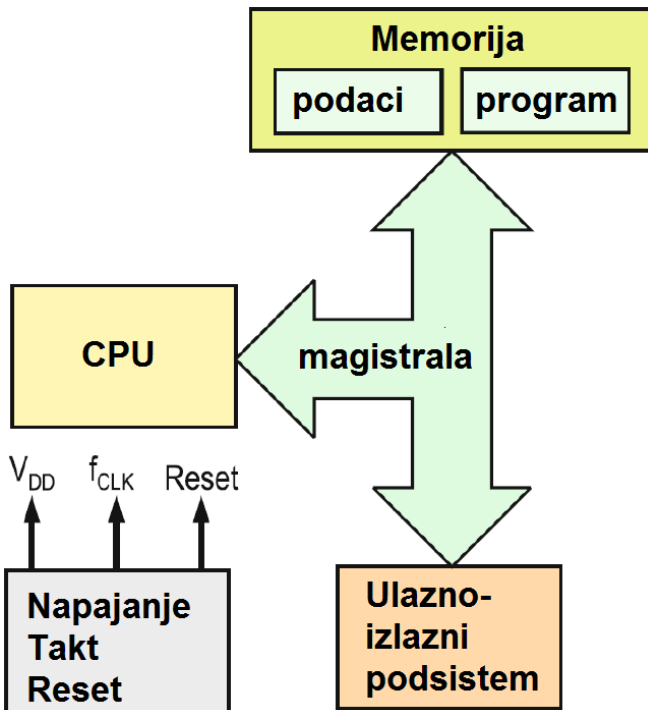 Memorija
podaci
program
CPU
magistrala
VDD
fCLK
Reset
Napajanje
Takt
Reset
Ulazno-
izlazni
podsistem